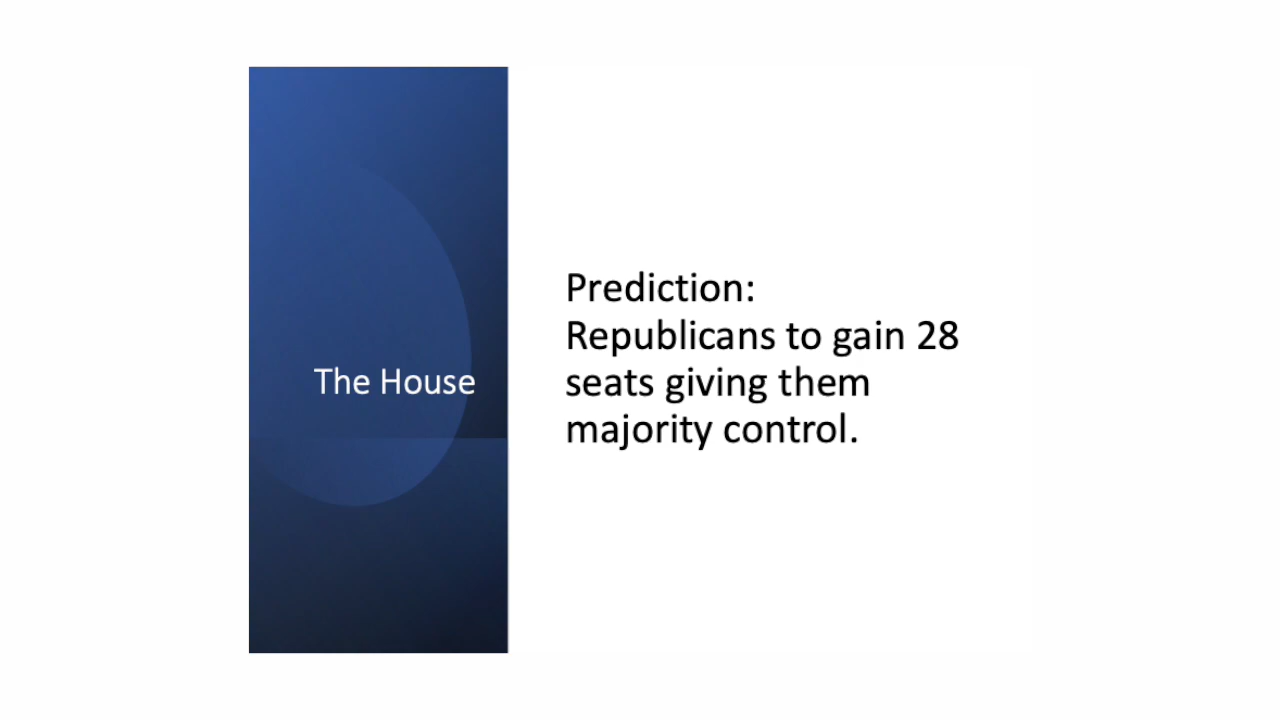 The House
Prediction:
Republicans to gain 28
seats giving them
majority control.